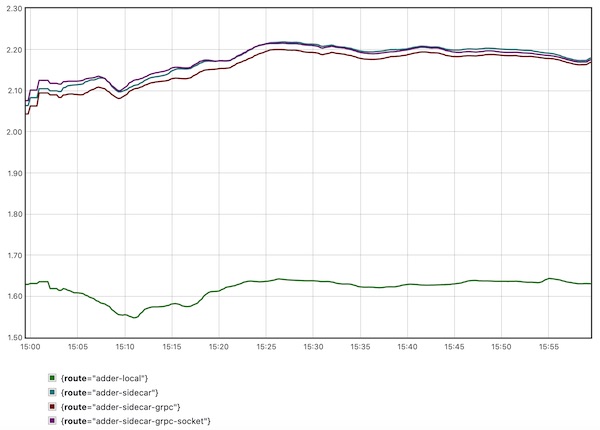 2.30
2.20
2.10
2.00
1.90
1.80
1.70
1.60
1.50
15:00 15:05 15:10 15:15 15:20 15:25 15:30 15:35 15:40 15:45 15:50 15:55
{route="adder-local"}
{route="adder-sidecar"}
{route="adder-sidecar-grpc"}
{route="adder-sidecar-grpc-socket"}